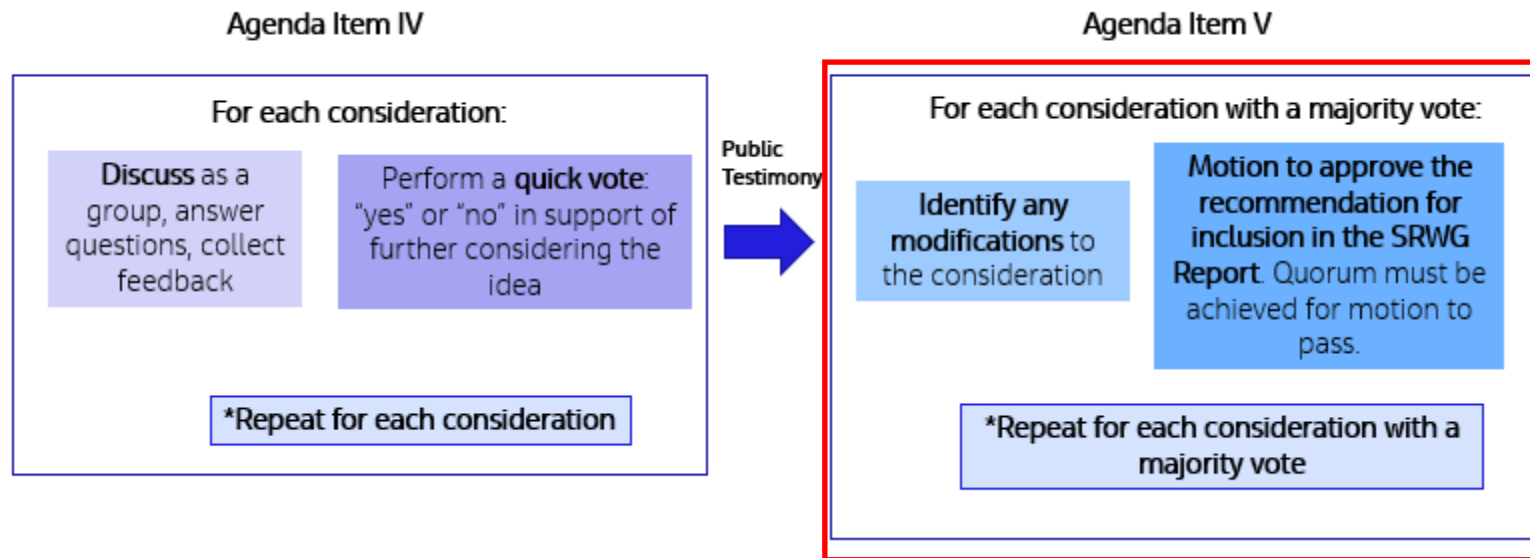 Agenda Item IV
For each consideration:
Discuss as a
group, answer
questions, collect
feedback
Perform a quick vote:
“yes” or “no” in support of
further considering the
idea
*Repeat for each consideration
Public
Testimony
Agenda Item V
For each consideration with a majority vote:
Identify any
modifications to
the consideration
Motion to approve the
recommendation for
inclusion in the SRWG
Report. Quorum must be
achieved for motion to
pass.
*Repeat for each consideration with a
majority vote